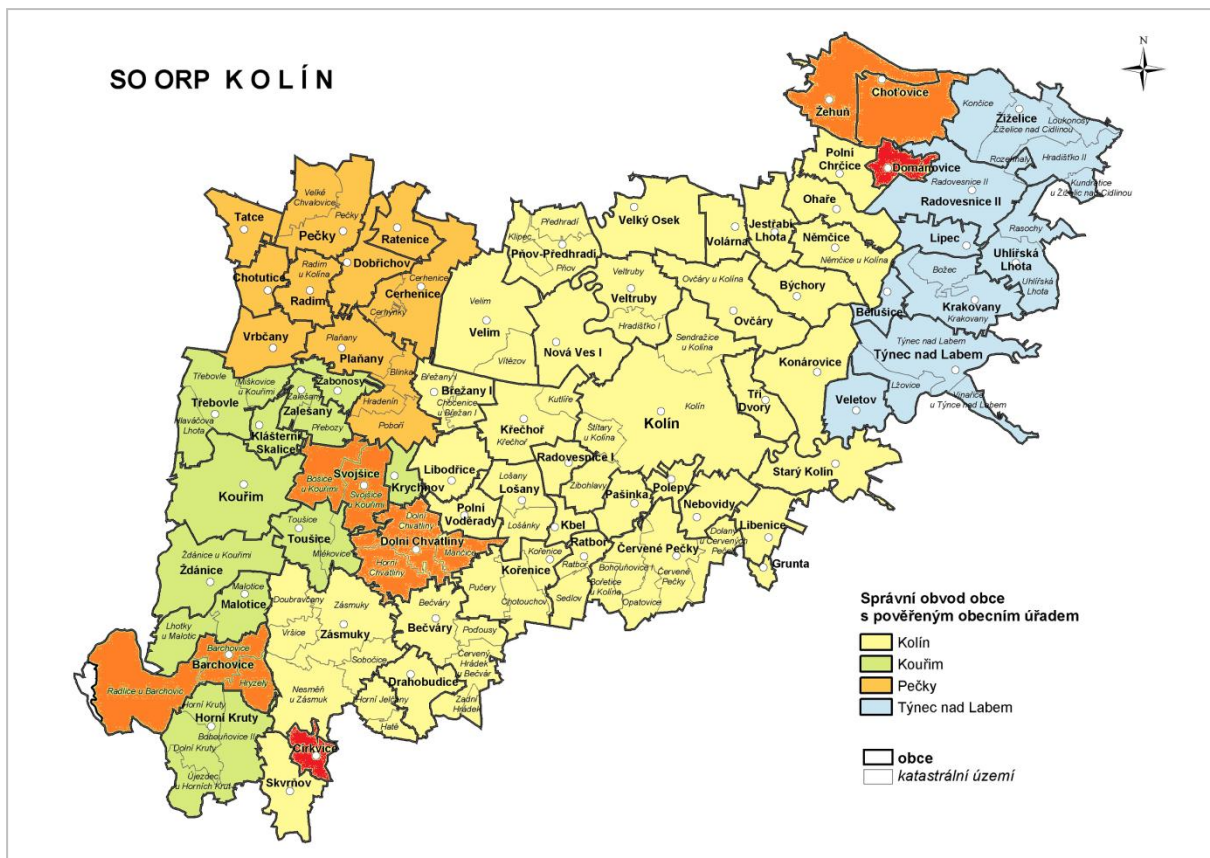 SO ORP KOLÍN
N
Choťovice
Žehuň
Končice
Žiželice
Loukonosy
Žiželice nad Cidlinou
Rozehnaly
Hradišťko II
Kundratice
u Žiželic nad Cidlinou
Polní
Chrčice
Domanovice
Radovesnice II
Radovesnice II
Ohaře
Velké
Chvalovice
Pečky
Tatce
Pečky
Ratenice
Předhradí
Klipec
Velký Osek
Volárna
Jestřabí
Lhota
Němčice
Němčice u Kolína
Lipec
Rasochy
Uhlířská
Lhota
Uhlířská
Lhota
Pňov-Předhradí
Pňov
Chotutice
Radim
u Kolína
Radim
Dobřichov
Cerhenice
Cerhenice
Cerhýnky
Veltruby
Veltruby
Ovčáry u Kolína
Býchory
Božec
Krakovany
Krakovany
Bělušice
Velim
Velim
Vítězov
Hradišťko I
Ovčáry
Sendražice
u Kolína
Nová Ves I
Vrbčany
Plaňany
Plaňany
Blinka
Hradenín
Poboří
Týnec nad Labem
Týnec nad Labem
Konárovice
Třebovle
Miškovice
u Kouřimi
Zabonosy
Zalešany
Zalešany
Třebovle
Hlaváčova
Lhota
Klášterní
Skalice
Přebozy
Břežany I
Břežany I
Chocenice
u Břežan I
Kutlíře
Křečhoř
Křečhoř
Kolín
Kolín
Štítary
u Kolína
Tři
Dvory
Veletov
Lžovice
Vinařice
u Týnce nad Labem
Radovesnice I
Starý Kolín
Kouřim
Bošice
u Kouřimi
Svojšice
Svojšice
u Kouřimi
Krychnov
Libodřice
Lošany
Lošany
Lošánky
Zibohlavy
Pašinka
Polepy
Nebovidy
Libenice
Grunta
Toušice
Toušice
Mlékovice
Dolní
Chvatliny
Dolní Chvatliny
Horní
Chvatliny
Mančice
Polní
Voděrady
Kbel
Ratboř
Ratboř
Kořenice
Kořenice
Červené Pečky
Dolany
u Červených
Peček
Bohouňovice I
Červené
Pečky
Bořetice
u Kolína
Opatovice
Sedlov
Chotouchov
Pučery
Ždánice u Kouřimi
Ždánice
Malotice
Malotice
Lhotky
u Malotic
Doubravčany
Zásmuky
Zásmuky
Vršice
Sobočice
Nesměň
u Zásmuk
Bečváry
Bečváry
Poďousy
Červený
Hrádek
u Bečvár
Drahobudice
Horní Jelčany
Hatě
Zadní
Hrádek
Barchovice
Barchovice
Radlice u Barchovic
Hryzely
Horní Kruty
Horní Kruty
Bohouňovice II
Dolní Kruty
Újezdec
u Horních Krut
Církvice
Skvrňov
Správní obvod obce
s pověřeným obecním úřadem
Kolín
Kouřim
Pečky
Týnec nad Labem
obce
katastrální území